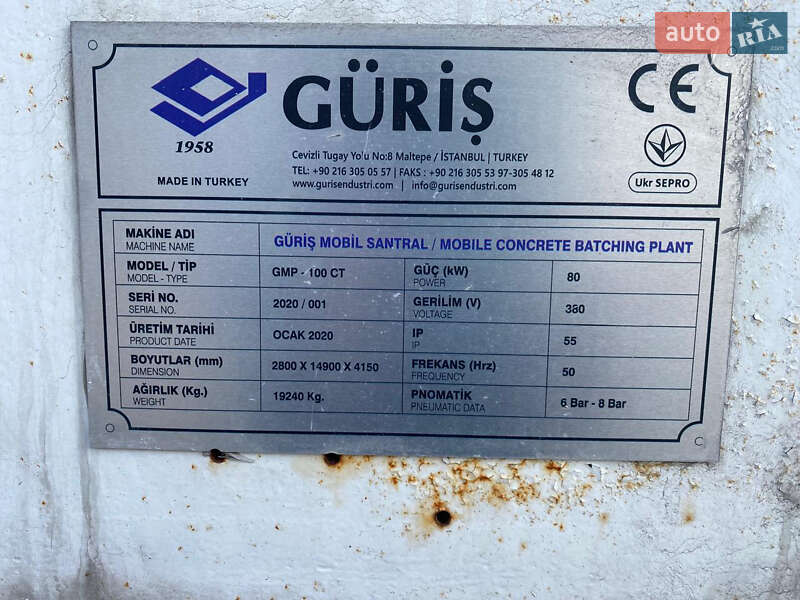 auto RIA.com
GÜRİŞ
CE
1958
MADE IN TURKEY
Cevizli Tugay Yolu No:8 Maltepe / İSTANBUL | TURKEY
TEL: +90 216 305 05 57 | FAKS : +90 216 305 53 97-305 48 12
www.gurisendustri.com | info@gurisendustri.com
Ukr SEPRO
MAKİNE ADI
MACHINE NAME
GÜRİŞ MOBİL SANTRAL / MOBILE CONCRETE BATCHING PLANT
MODEL / TİP
MODEL - TYPE
GMP - 100 CT
GÜÇ (kW)
POWER
80
SERİ NO.
SERIAL NO.
2020 / 001
GERİLİM (V)
VOLTAGE
380
ÜRETİM TARİHİ
PRODUCT DATE
OCAK 2020
IP
IP
55
BOYUTLAR (mm)
DIMENSION
2800 X 14900 X 4150
FREKANS (Hrz)
FREQUENCY
50
AĞIRLIK (Kg.)
WEIGHT
19240 Kg.
PNOMATİK
PNEUMATIC DATA
6 Bar - 8 Bar